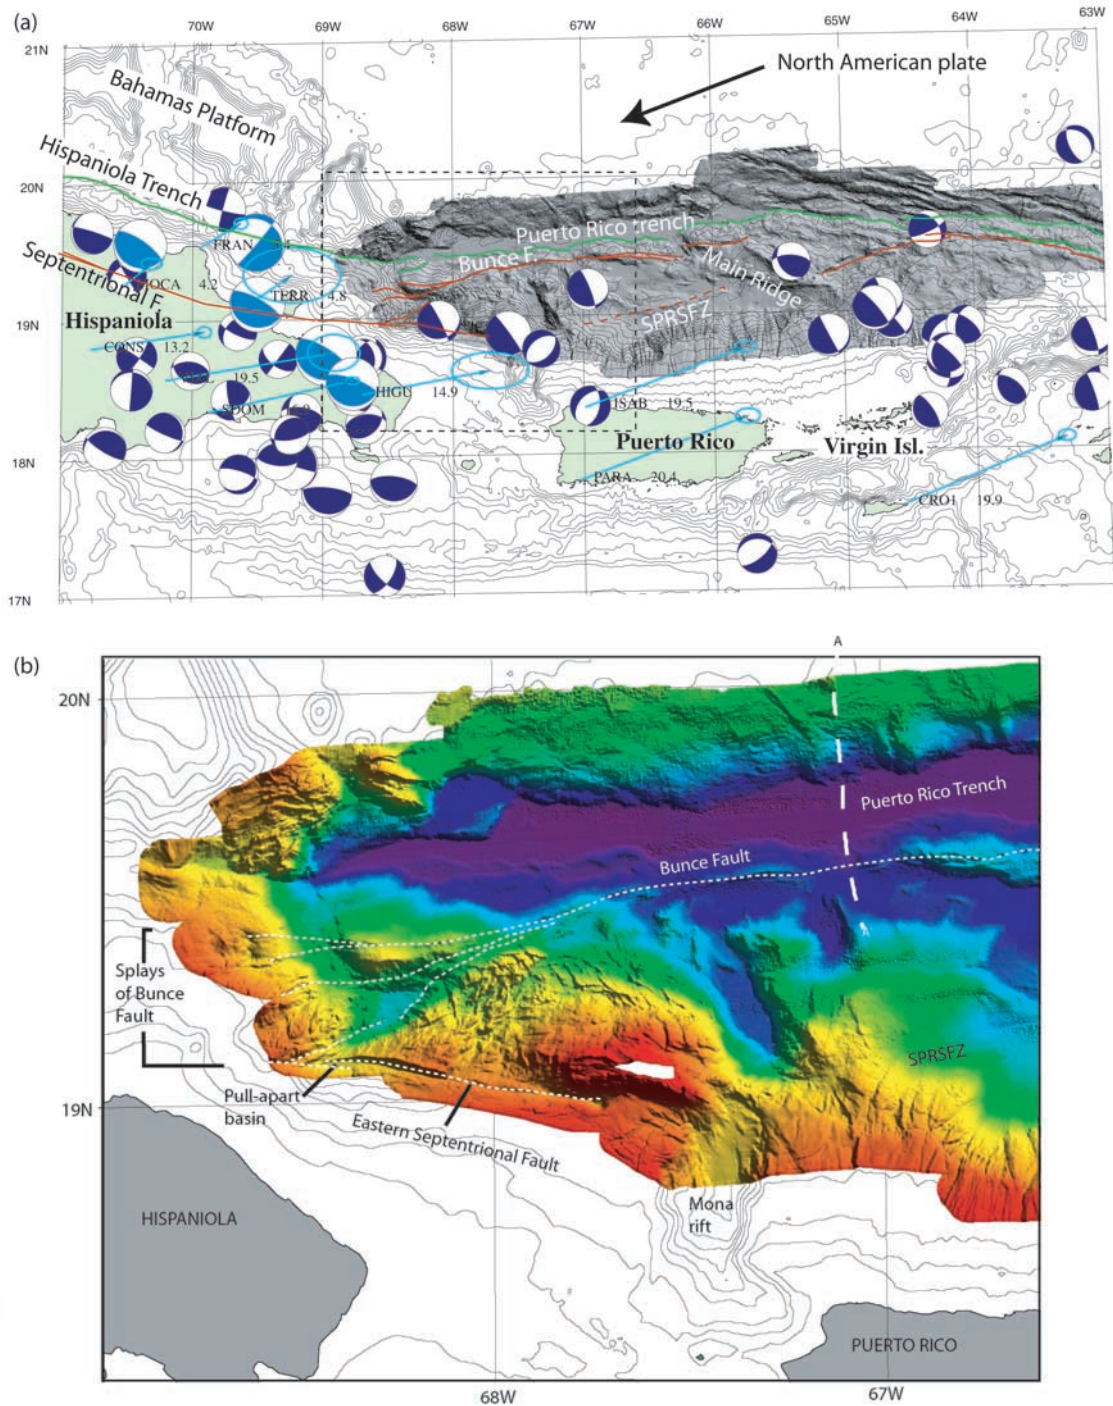 (a)
70W
69W
68W
67W
66W
65W
64W
63W
21N
North American plate
Bahamas Platform
20N
Hispaniola Trench
Puerto Rico trench
FRAN
Bunce F.
Main Ridge
Septentrional F.
4.2
TERR
4.8
SPRSFZ
19N
Hispaniola
CONS
13.2
19.5
HIGU
14.9
SDOM
ISAB
19.5
Puerto Rico
Virgin Isl.
18N
PARA
20.4
CRO1
19.9
17N
(b)
A
20N
Puerto Rico Trench
Bunce Fault
Splays
of Bunce
Fault
SPRSFZ
Pull-apart
basin
19N
Eastern Septentrional Fault
Mona
rift
HISPANIOLA
PUERTO RICO
68W
67W